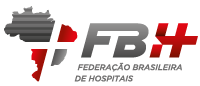 FBH
FEDERAÇÃO BRASILEIRA
DE HOSPITAIS